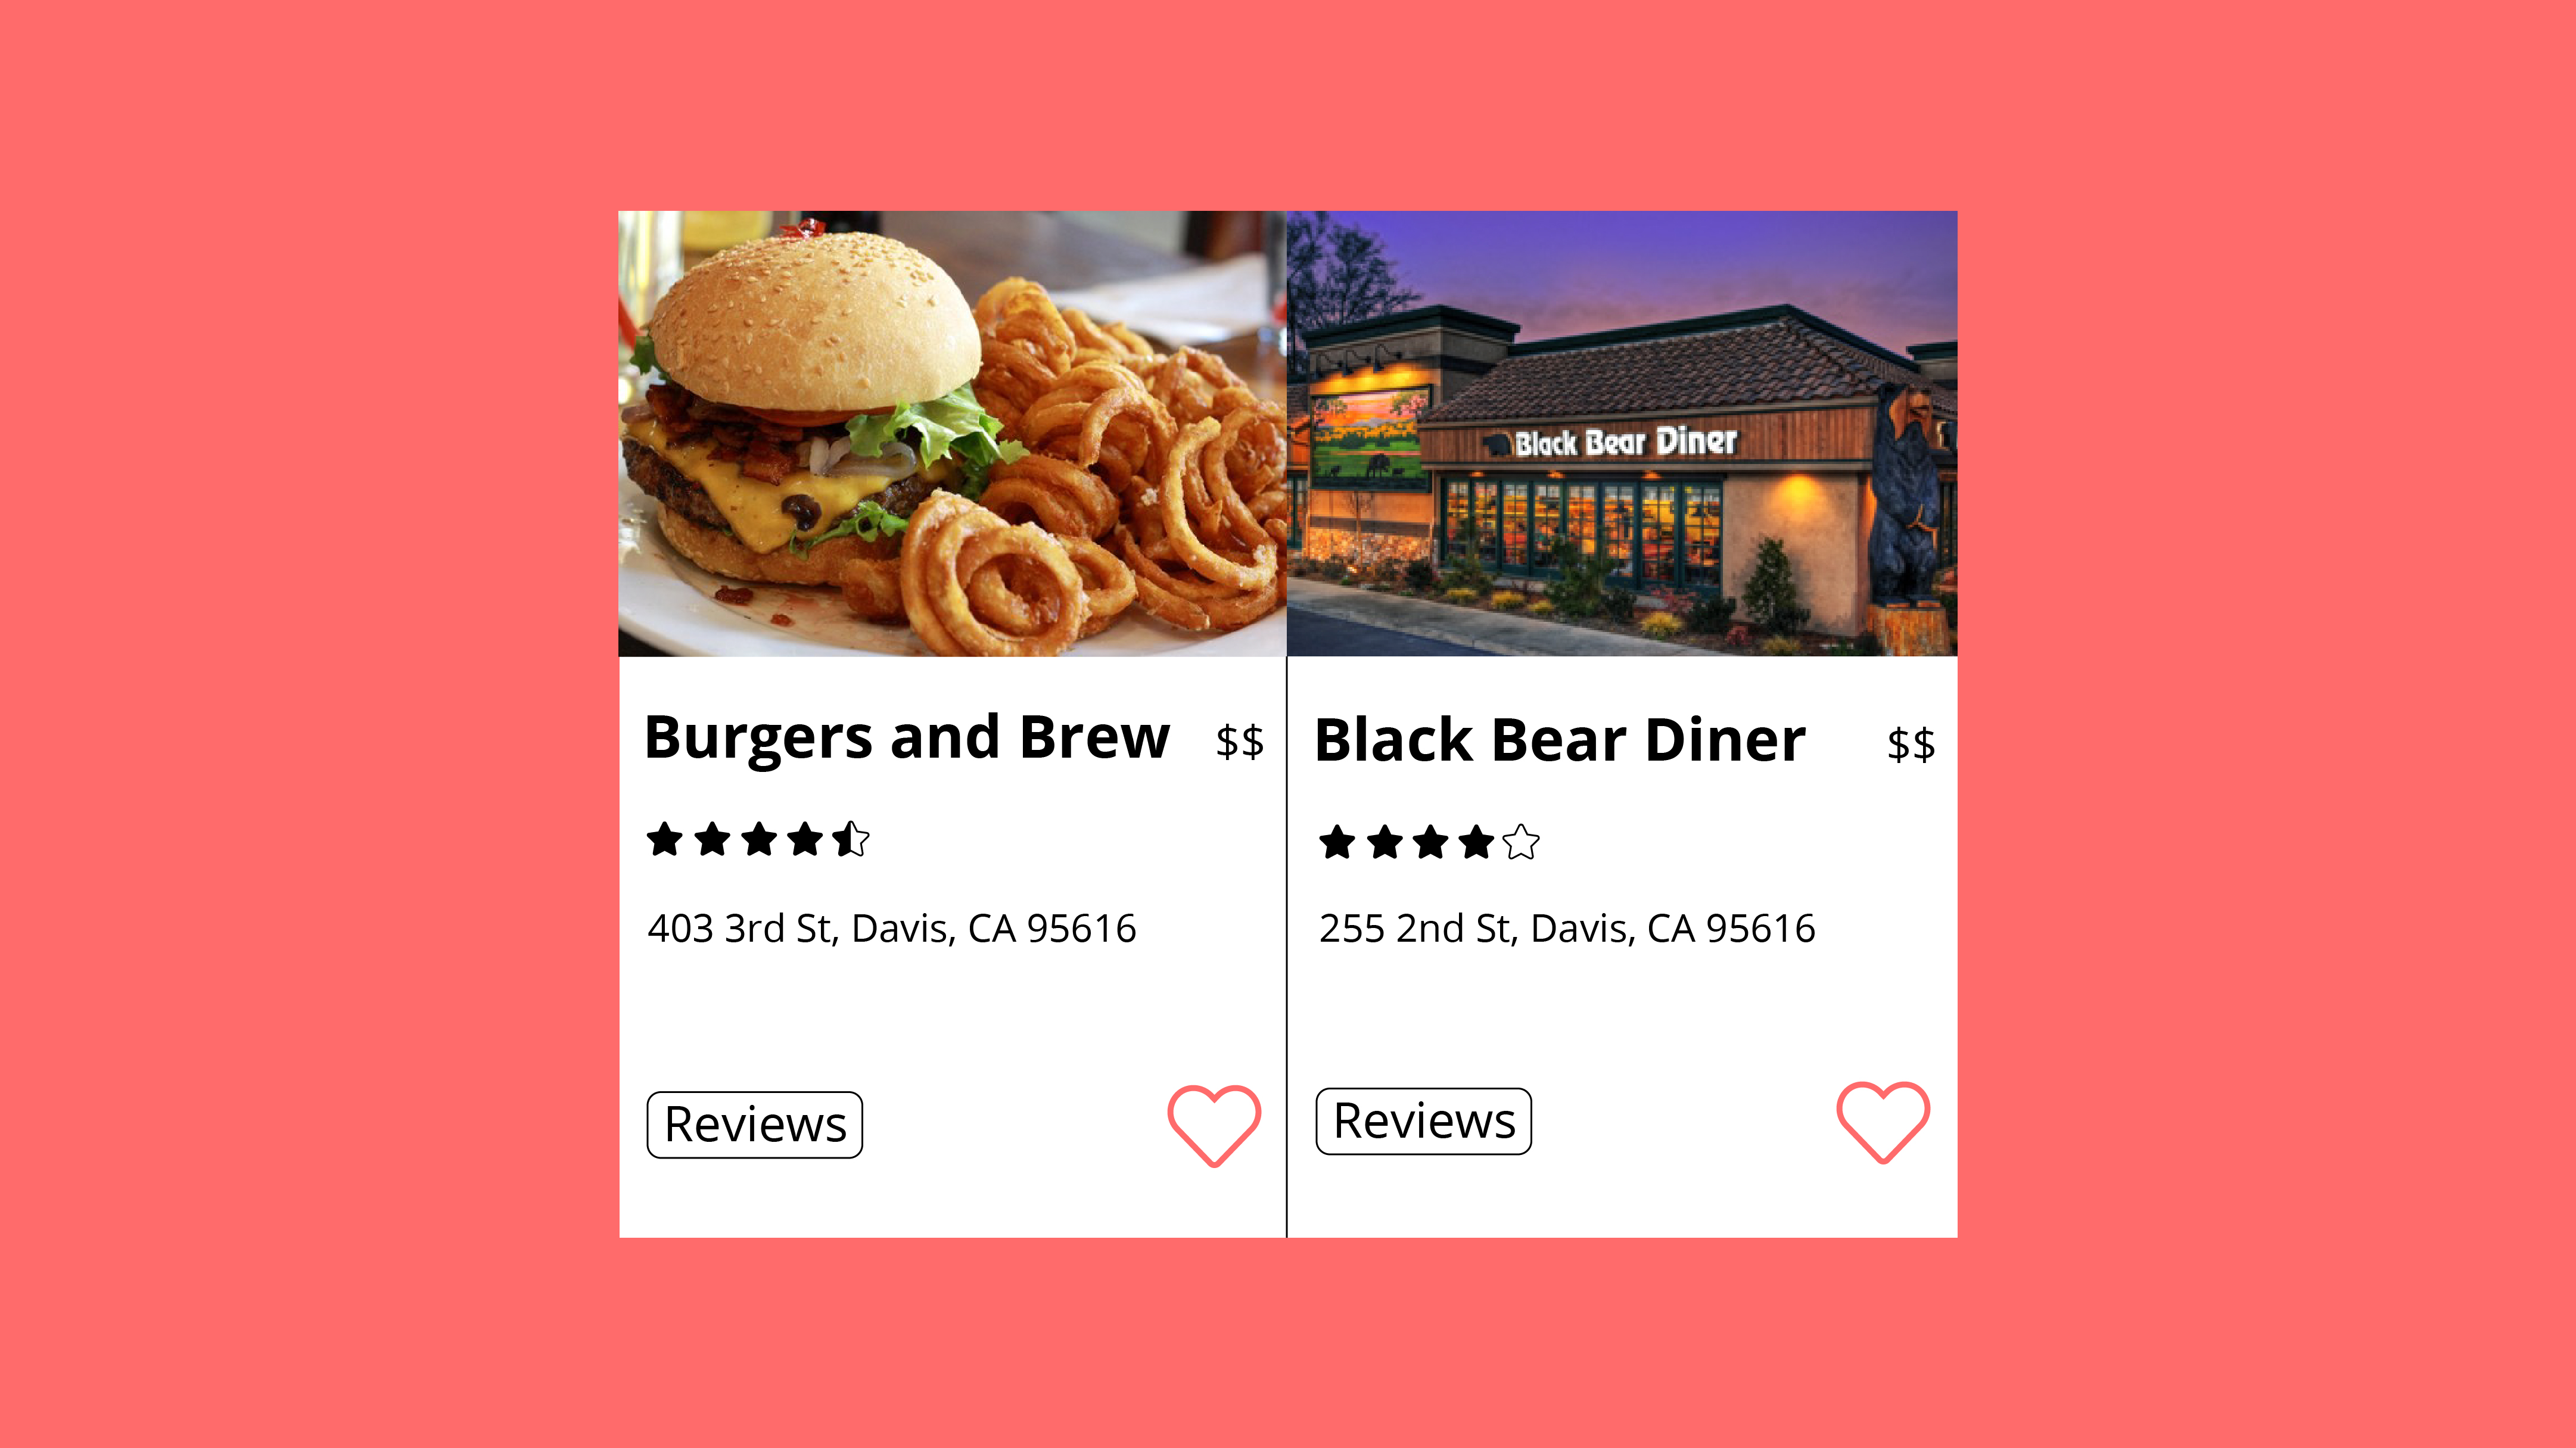 Black Bear Diner
Burgers and Brew $$
403 3rd St, Davis, CA 95616
Reviews
Black Bear Diner $$
255 2nd St, Davis, CA 95616
Reviews